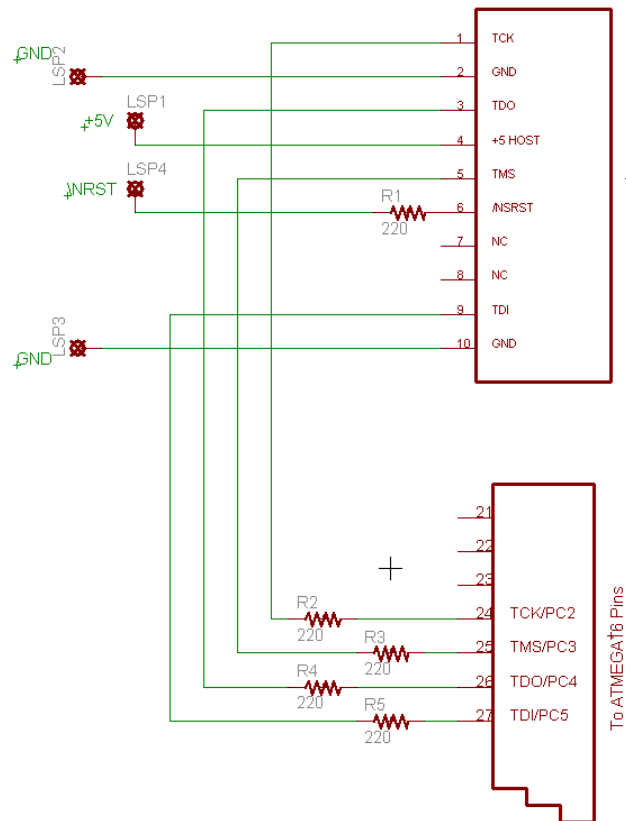 1 TCK
GND
LSP2
2 GND
3 TDO
LSP1
+5V
4 +5 HOST
LSP4
5 TMS
/NRST
R1
220
6 /NSRST
7 NC
8 NC
9 TDI
LSP3
GND
10 GND
21
22
23
R2
220
24 TCK/PC2
R3
220
25 TMS/PC3
R4
220
26 TDO/PC4
R5
220
27 TDI/PC5
To ATMEGA16 Pins